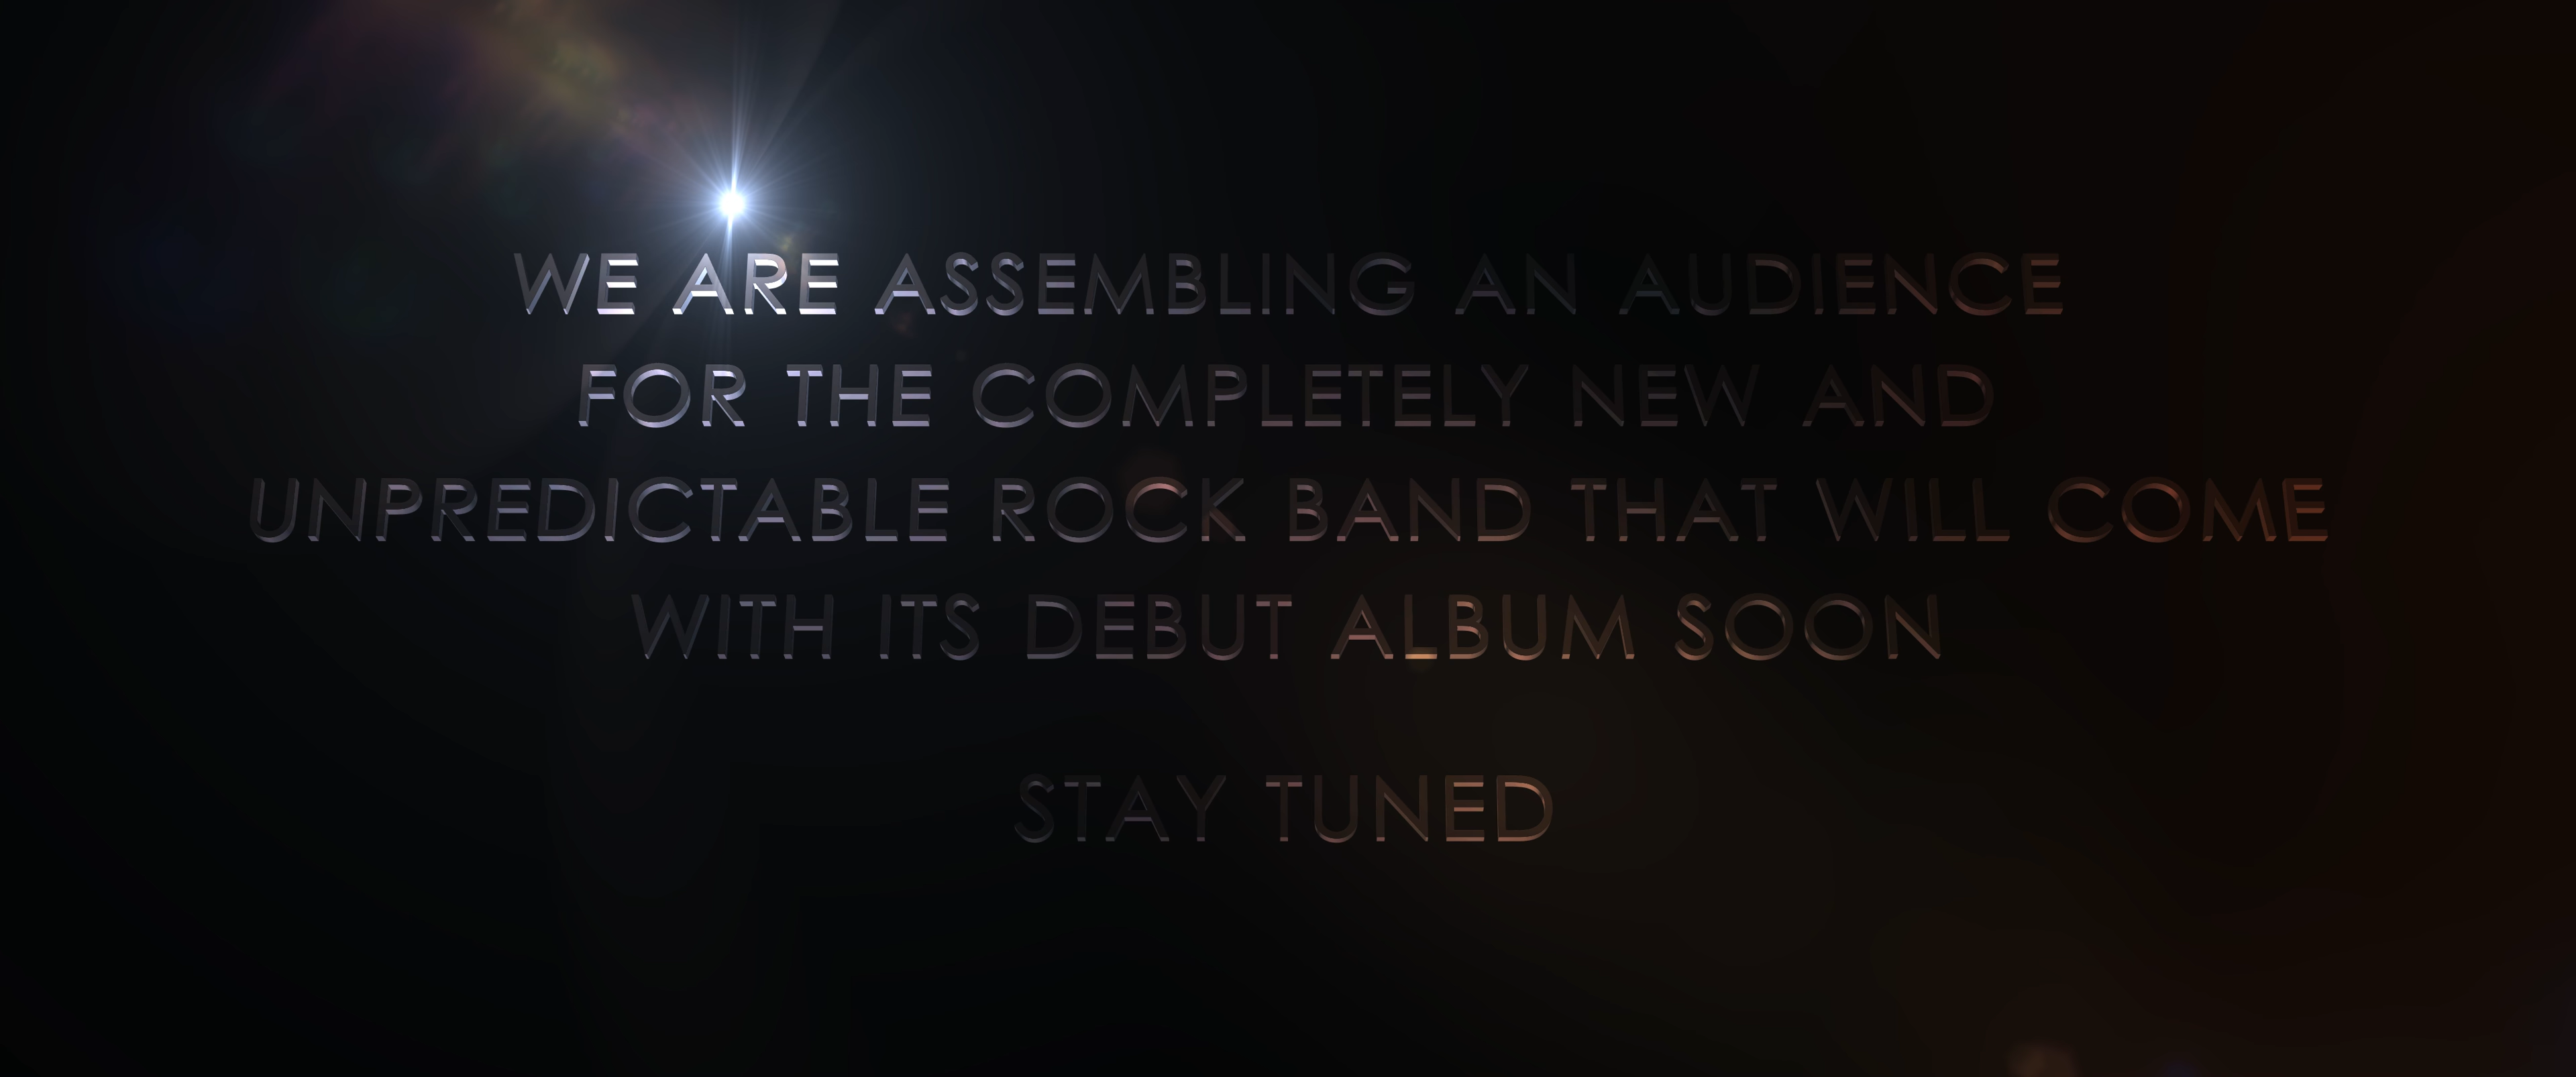 WE ARE ASSEMBLING AN AUDIENCE
FOR THE COMPLETELY NEW AND
UNPREDICTABLE ROCK BAND THAT WILL COME
WITH ITS DEBUT ALBUM SOON
STAY TUNED